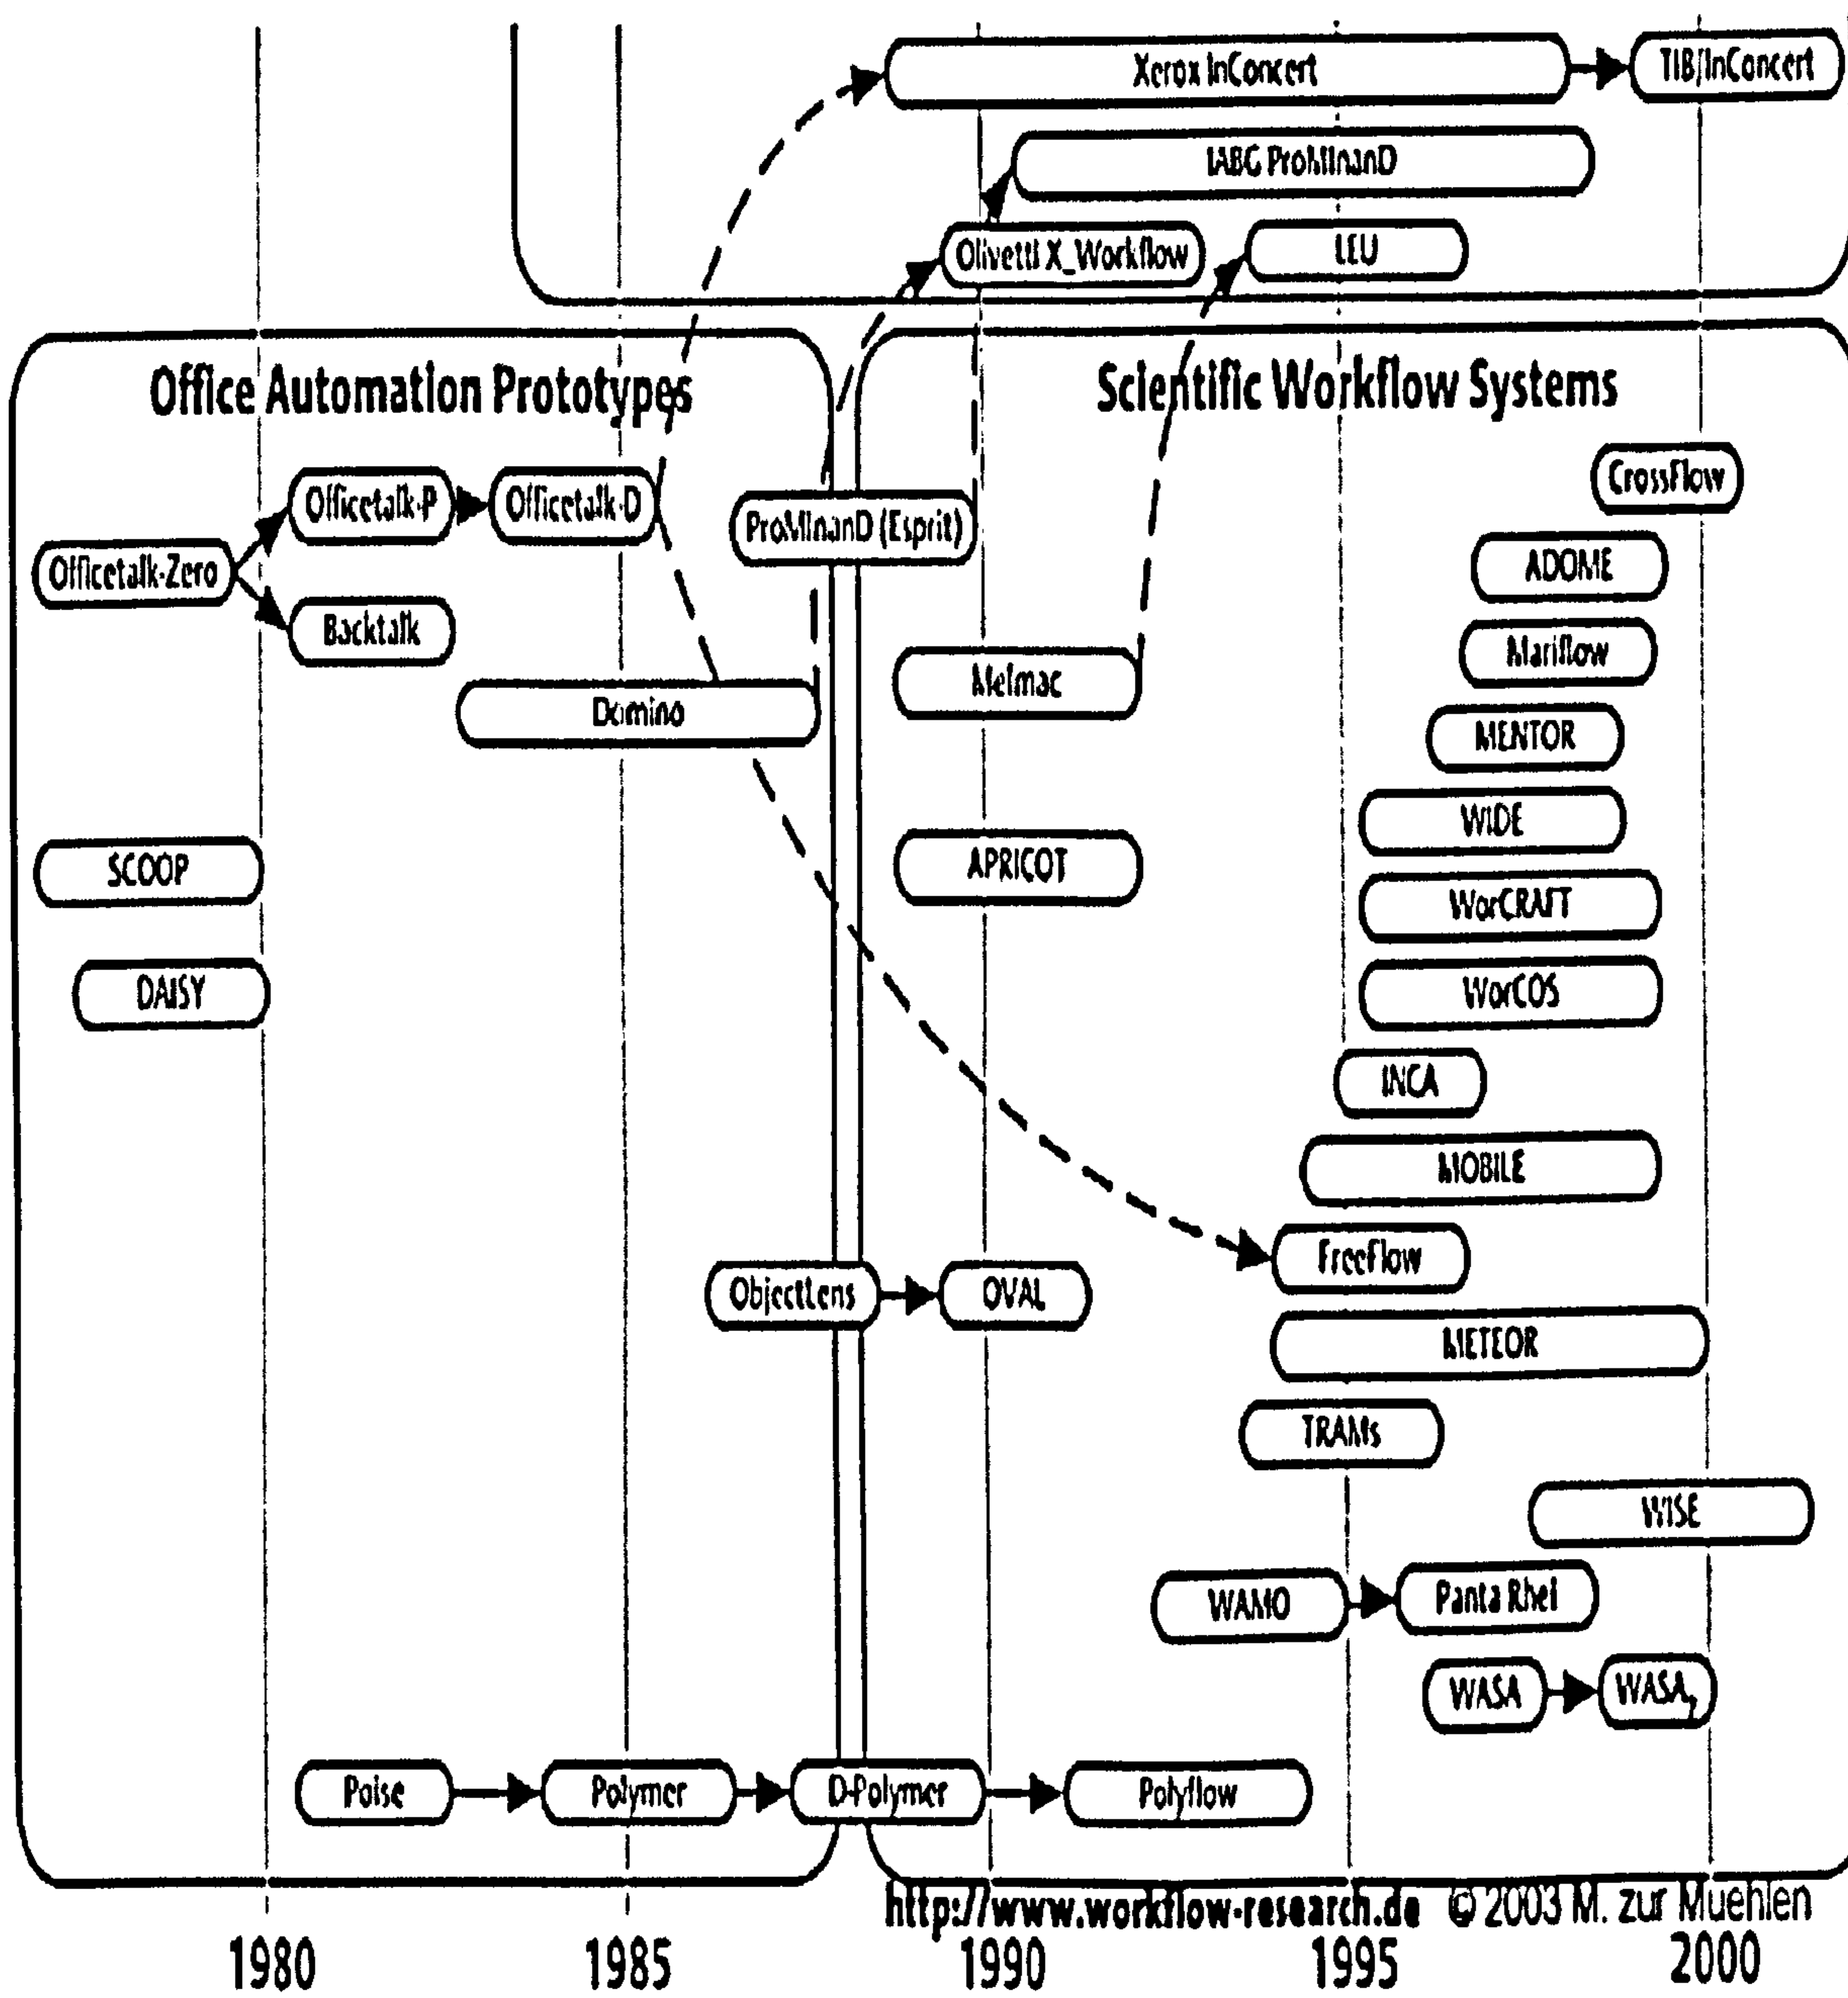 Xerox InConcert
TIB/InConcert
IABG ProMInanD
Olivetti X_Workflow
LEU
Office Automation Prototypes
Scientific Workflow Systems
CrossFlow
Officetalk-P
Officetalk-D
ProMInanD (Esprit)
Officetalk-Zero
ADOME
Backtalk
Mariflow
Melmac
Domino
MENTOR
WIDE
SCOOP
APRICOT
WorCRAFT
DAISY
WorCOS
INCA
MOBILE
FreeFlow
ObjectLens
OVAL
METEOR
TRAMs
WISE
WAMO
Panta Rhei
WASA
WASA₂
Poise
Polymer
D-Polymer
Polyflow
http://www.workflow-research.de © 2003 M. zur Muehlen
1980
1985
1990
1995
2000